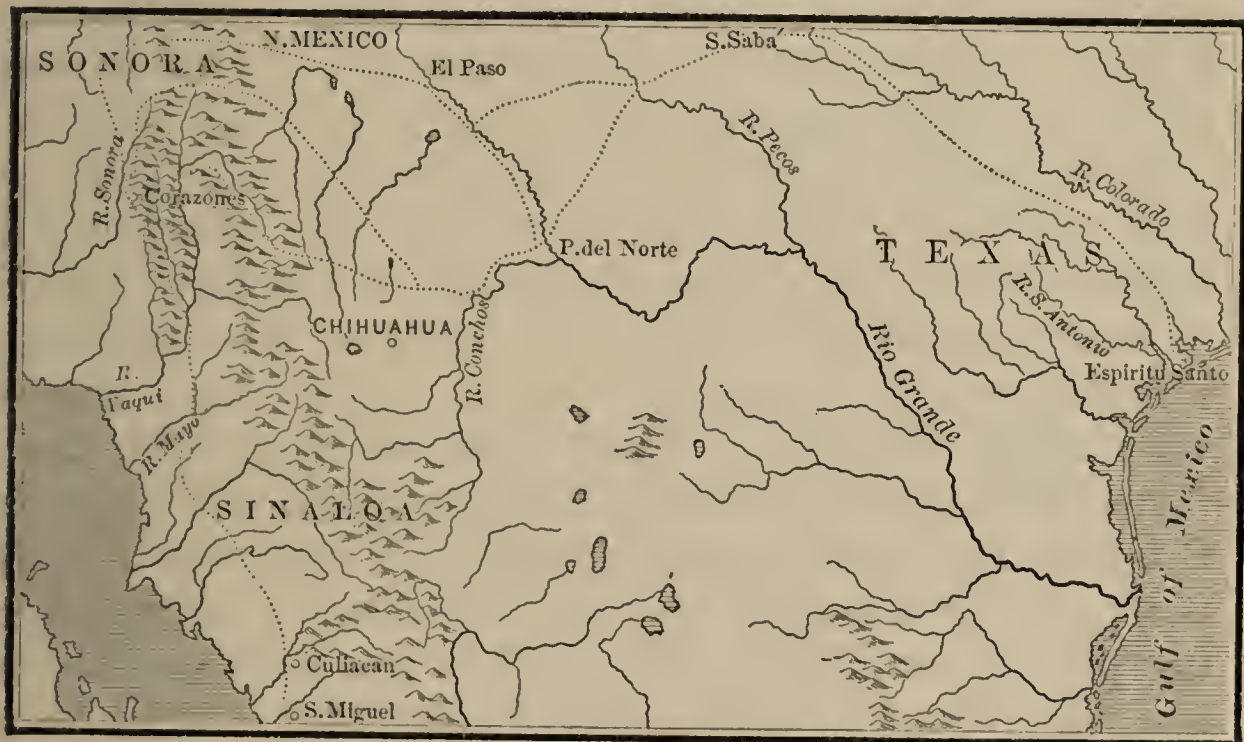 N. MEXICO
S. Saba
SONORA
El Paso
R. Pecos
R. Sonora
Corazones
R. Colorado
P. del Norte
TEXAS
R. S. Antonio
CHIHUAHUA
R. Conchos
Rio Grande
Espiritu Santo
R.
Yaqui
R. Mayo
SINALOA
Gulf of Mexico
Culiacan
S. Miguel